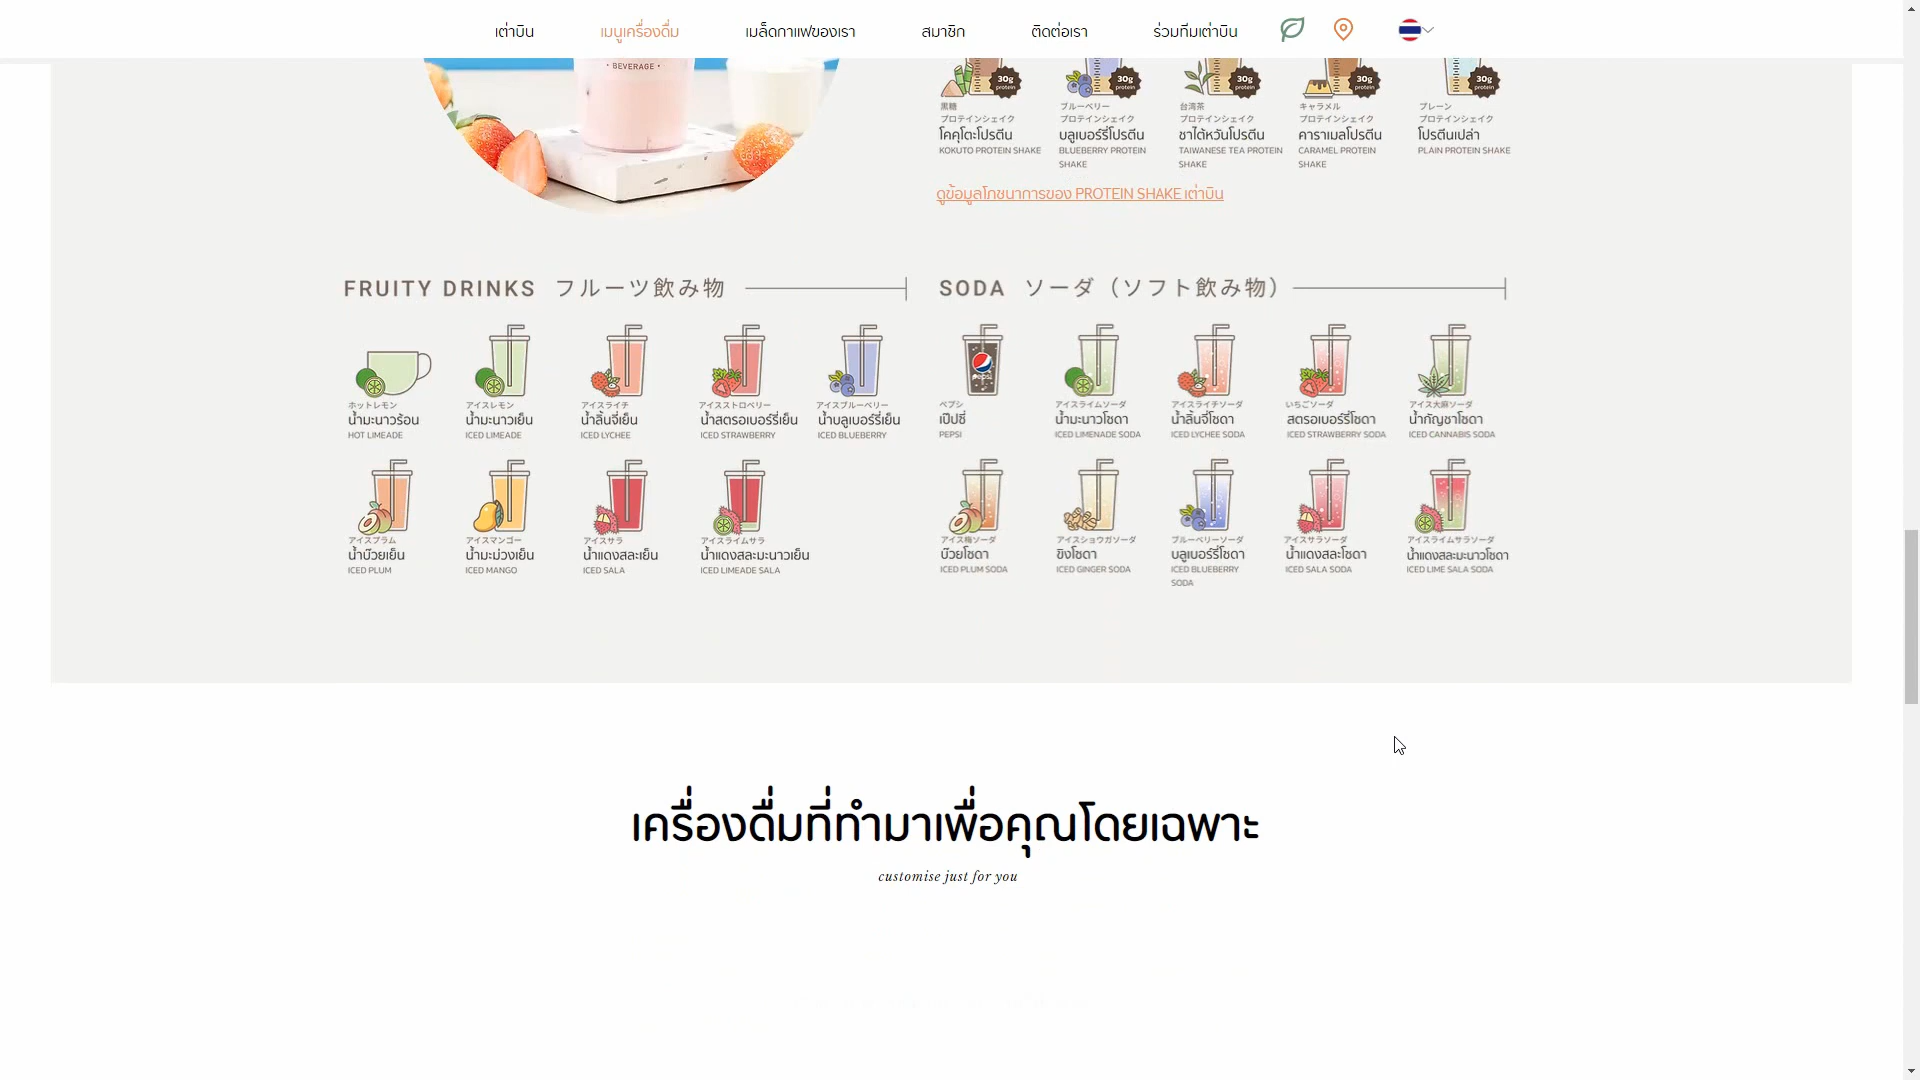 เต่าบิน
เมนูเครื่องดื่ม
เมล็ดกาแฟของเรา
สมาชิก
ติดต่อเรา
ร่วมทีมเต่าบิน
• BEVERAGE •
30g protein
30g protein
30g protein
30g protein
30g protein
黒糖
プロテインシェイク
โคคุโตะโปรตีน
KOKUTO PROTEIN SHAKE
ブルーベリー
プロテインシェイク
บลูเบอร์รี่โปรตีน
BLUEBERRY PROTEIN
SHAKE
台湾茶
プロテインシェイク
ชาไต้หวันโปรตีน
TAIWANESE TEA PROTEIN
SHAKE
キャラメル
プロテインシェイク
คาราเมลโปรตีน
CARAMEL PROTEIN
SHAKE
プレーン
プロテインシェイク
โปรตีนเปล่า
PLAIN PROTEIN SHAKE
ดูข้อมูลโภชนาการของ PROTEIN SHAKE เต่าบิน
FRUITY DRINKS フルーツ飲み物
ホットレモン
น้ำมะนาวร้อน
HOT LIMEADE
アイスレモン
น้ำมะนาวเย็น
ICED LIMEADE
アイスライチ
น้ำลิ้นจี่เย็น
ICED LYCHEE
アイスストロベリー
น้ำสตรอเบอร์รี่เย็น
ICED STRAWBERRY
アイスブルーベリー
น้ำบลูเบอร์รี่เย็น
ICED BLUEBERRY
アイスプラム
น้ำบ๊วยเย็น
ICED PLUM
アイスマンゴー
น้ำมะม่วงเย็น
ICED MANGO
アイスサラ
น้ำแดงสละเย็น
ICED SALA
アイスライムサラ
น้ำแดงสละมะนาวเย็น
ICED LIMEADE SALA
SODA ソーダ（ソフト飲み物）
pepsi
ペプシ
เป๊ปซี่
PEPSI
アイスライムソーダ
น้ำมะนาวโซดา
ICED LIMENADE SODA
アイスライチソーダ
น้ำลิ้นจี่โซดา
ICED LYCHEE SODA
いちごソーダ
สตรอเบอร์รี่โซดา
ICED STRAWBERRY SODA
アイス大麻ソーダ
น้ำกัญชาโซดา
ICED CANNABIS SODA
アイス梅ソーダ
บ๊วยโซดา
ICED PLUM SODA
アイスショウガソーダ
ขิงโซดา
ICED GINGER SODA
ブルーベリーソーダ
บลูเบอร์รี่โซดา
ICED BLUEBERRY
SODA
アイスサラソーダ
น้ำแดงสละโซดา
ICED SALA SODA
アイスライムサラソーダ
น้ำแดงสละมะนาวโซดา
ICED LIME SALA SODA
เครื่องดื่มที่ทำมาเพื่อคุณโดยเฉพาะ
customise just for you